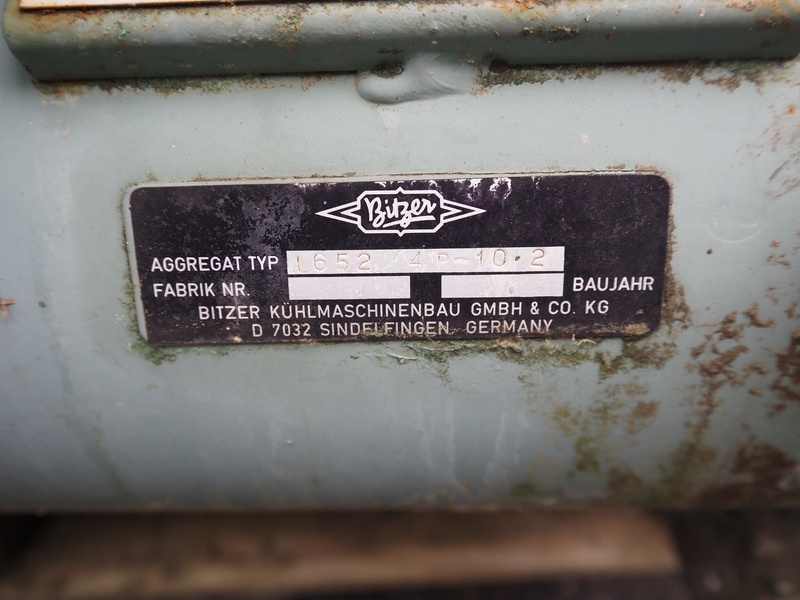 Bitzer
AGGREGAT TYP L652 4P-10.2
FABRIK NR. BAUJAHR
BITZER KÜHLMASCHINENBAU GMBH & CO. KG
D 7032 SINDELFINGEN, GERMANY